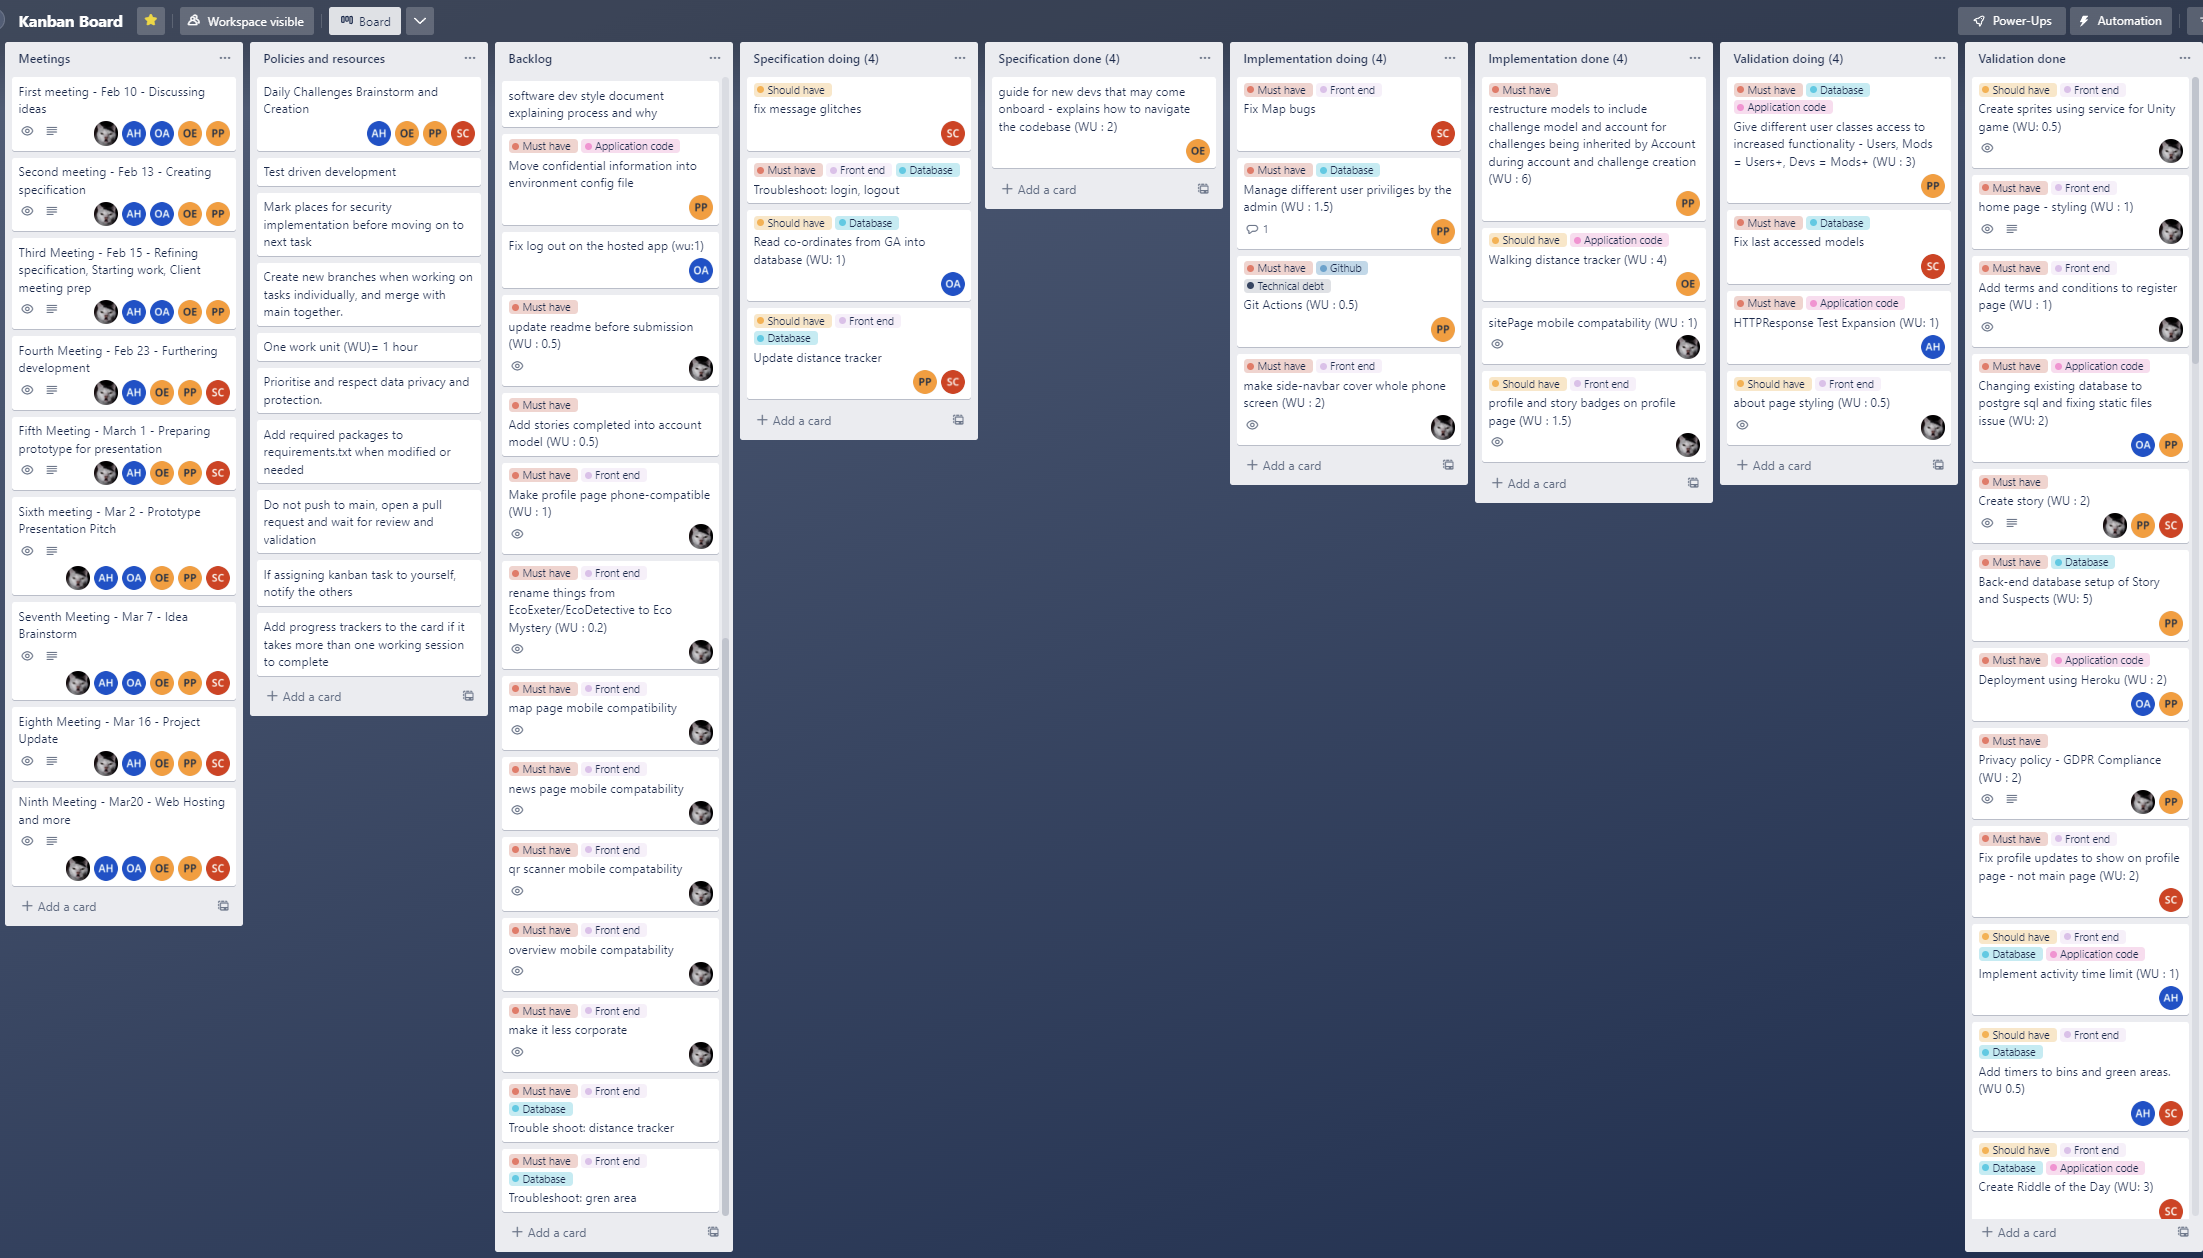 Kanban Board
Workspace visible
Board
Power-Ups
Automation
Meetings
First meeting - Feb 10 - Discussing
ideas
AH OA OE PP
Second meeting - Feb 13 - Creating
specification
AH OA OE PP
Third Meeting - Feb 15 - Refining
specification, Starting work, Client
meeting prep
AH OA OE PP
Fourth Meeting - Feb 23 - Furthering
development
AH OE PP SC
Fifth Meeting - March 1 - Preparing
prototype for presentation
AH OE PP SC
Sixth meeting - Mar 2 - Prototype
Presentation Pitch
AH OA OE PP SC
Seventh Meeting - Mar 7 - Idea
Brainstorm
AH OA OE PP SC
Eighth Meeting - Mar 16 - Project
Update
AH OE PP SC
Ninth Meeting - Mar20 - Web Hosting
and more
AH OA OE PP SC
+ Add a card
Policies and resources
Daily Challenges Brainstorm and
Creation
AH OE PP SC
Test driven development
Mark places for security
implementation before moving on to
next task
Create new branches when working on
tasks individually, and merge with
main together.
One work unit (WU)= 1 hour
Prioritise and respect data privacy and
protection.
Add required packages to
requirements.txt when modified or
needed
Do not push to main, open a pull
request and wait for review and
validation
If assigning kanban task to yourself,
notify the others
Add progress trackers to the card if it
takes more than one working session
to complete
+ Add a card
Backlog
software dev style document
explaining process and why
Must have Application code
Move confidential information into
environment config file
PP
Fix log out on the hosted app (wu:1)
OA
Must have
update readme before submission
(WU : 0.5)
Must have
Add stories completed into account
model (WU : 0.5)
Must have Front end
Make profile page phone-compatible
(WU : 1)
Must have Front end
rename things from
EcoExeter/EcoDetective to Eco
Mystery (WU : 0.2)
Must have Front end
map page mobile compatibility
Must have Front end
news page mobile compatability
Must have Front end
qr scanner mobile compatability
Must have Front end
overview mobile compatability
Must have Front end
make it less corporate
Must have Front end
Database
Trouble shoot: distance tracker
Must have Front end
Database
Troubleshoot: gren area
+ Add a card
Specification doing (4)
Should have
fix message glitches
SC
Must have Front end Database
Troubleshoot: login, logout
Should have Database
Read co-ordinates from GA into
database (WU: 1)
OA
Should have Front end
Database
Update distance tracker
PP SC
+ Add a card
Specification done (4)
guide for new devs that may come
onboard - explains how to navigate
the codebase (WU : 2)
OE
+ Add a card
Implementation doing (4)
Must have Front end
Fix Map bugs
SC
Must have Database
Manage different user priviliges by the
admin (WU : 1.5)
1
PP
Must have Github
Technical debt
Git Actions (WU : 0.5)
PP
Must have Front end
make side-navbar cover whole phone
screen (WU : 2)
+ Add a card
Implementation done (4)
Must have
restructure models to include
challenge model and account for
challenges being inherited by Account
during account and challenge creation
(WU : 6)
PP
Should have Application code
Walking distance tracker (WU : 4)
OE
sitePage mobile compatability (WU : 1)
Should have Front end
profile and story badges on profile
page (WU : 1.5)
+ Add a card
Validation doing (4)
Must have Database
Application code
Give different user classes access to
increased functionality - Users, Mods
= Users+, Devs = Mods+ (WU : 3)
PP
Must have Database
Fix last accessed models
SC
Must have Application code
HTTPResponse Test Expansion (WU: 1)
AH
Should have Front end
about page styling (WU : 0.5)
+ Add a card
Validation done
Should have Front end
Create sprites using service for Unity
game (WU: 0.5)
Must have Front end
home page - styling (WU : 1)
Must have Front end
Add terms and conditions to register
page (WU : 1)
Must have Application code
Changing existing database to
postgre sql and fixing static files
issue (WU: 2)
OA PP
Must have
Create story (WU : 2)
PP SC
Must have Database
Back-end database setup of Story
and Suspects (WU: 5)
PP
Must have Application code
Deployment using Heroku (WU : 2)
OA PP
Must have
Privacy policy - GDPR Compliance
(WU : 2)
PP
Must have Front end
Fix profile updates to show on profile
page - not main page (WU: 2)
SC
Should have Front end
Database Application code
Implement activity time limit (WU : 1)
AH
Should have Front end
Database
Add timers to bins and green areas.
(WU 0.5)
AH SC
Should have Front end
Database Application code
Create Riddle of the Day (WU: 3)
SC
+ Add a card